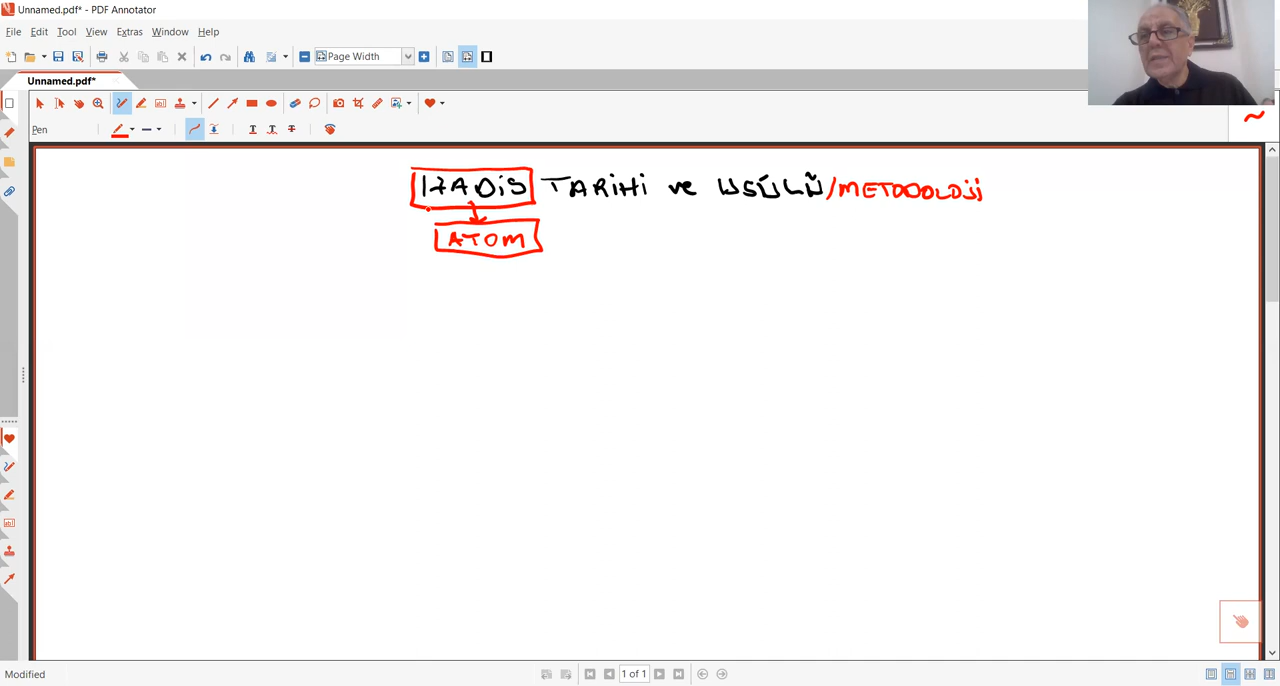 Unnamed.pdf* - PDF Annotator
File Edit Tool View Extras Window Help
Page Width
Unnamed.pdf*
Pen
HADİS TARİHİ ve USÛLÜ/METODOLOJİ
ATOM
Modified
1 of 1